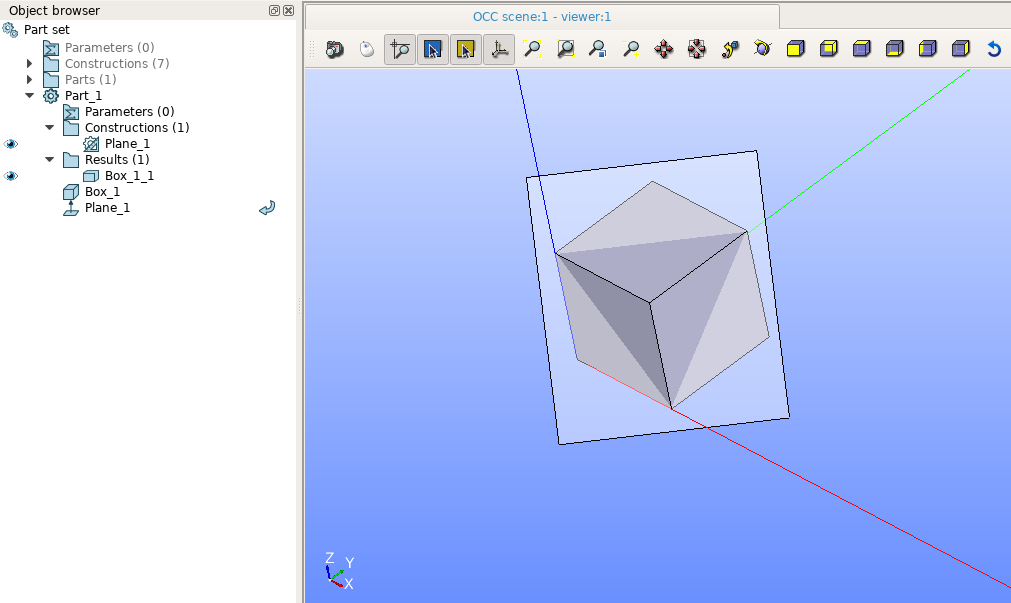 Object browser
Part set
Parameters (0)
Constructions (7)
Parts (1)
Part_1
Parameters (0)
Constructions (1)
Plane_1
Results (1)
Box_1_1
Box_1
Plane_1
OCC scene:1 - viewer:1
Z
Y
X